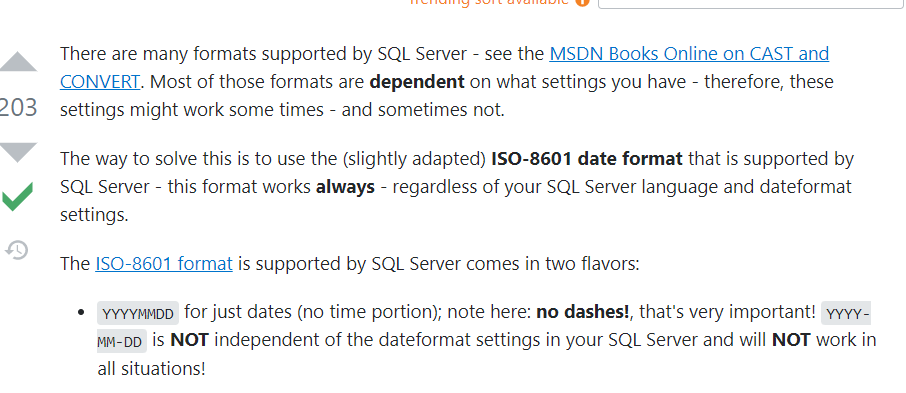 Trending sort available
There are many formats supported by SQL Server - see the MSDN Books Online on CAST and
CONVERT. Most of those formats are dependent on what settings you have - therefore, these
settings might work some times - and sometimes not.
203
The way to solve this is to use the (slightly adapted) ISO-8601 date format that is supported by
SQL Server - this format works always - regardless of your SQL Server language and dateformat
settings.
The ISO-8601 format is supported by SQL Server comes in two flavors:
• YYYYMMDD for just dates (no time portion); note here: no dashes!, that's very important! YYYY-
MM-DD is NOT independent of the dateformat settings in your SQL Server and will NOT work in
all situations!